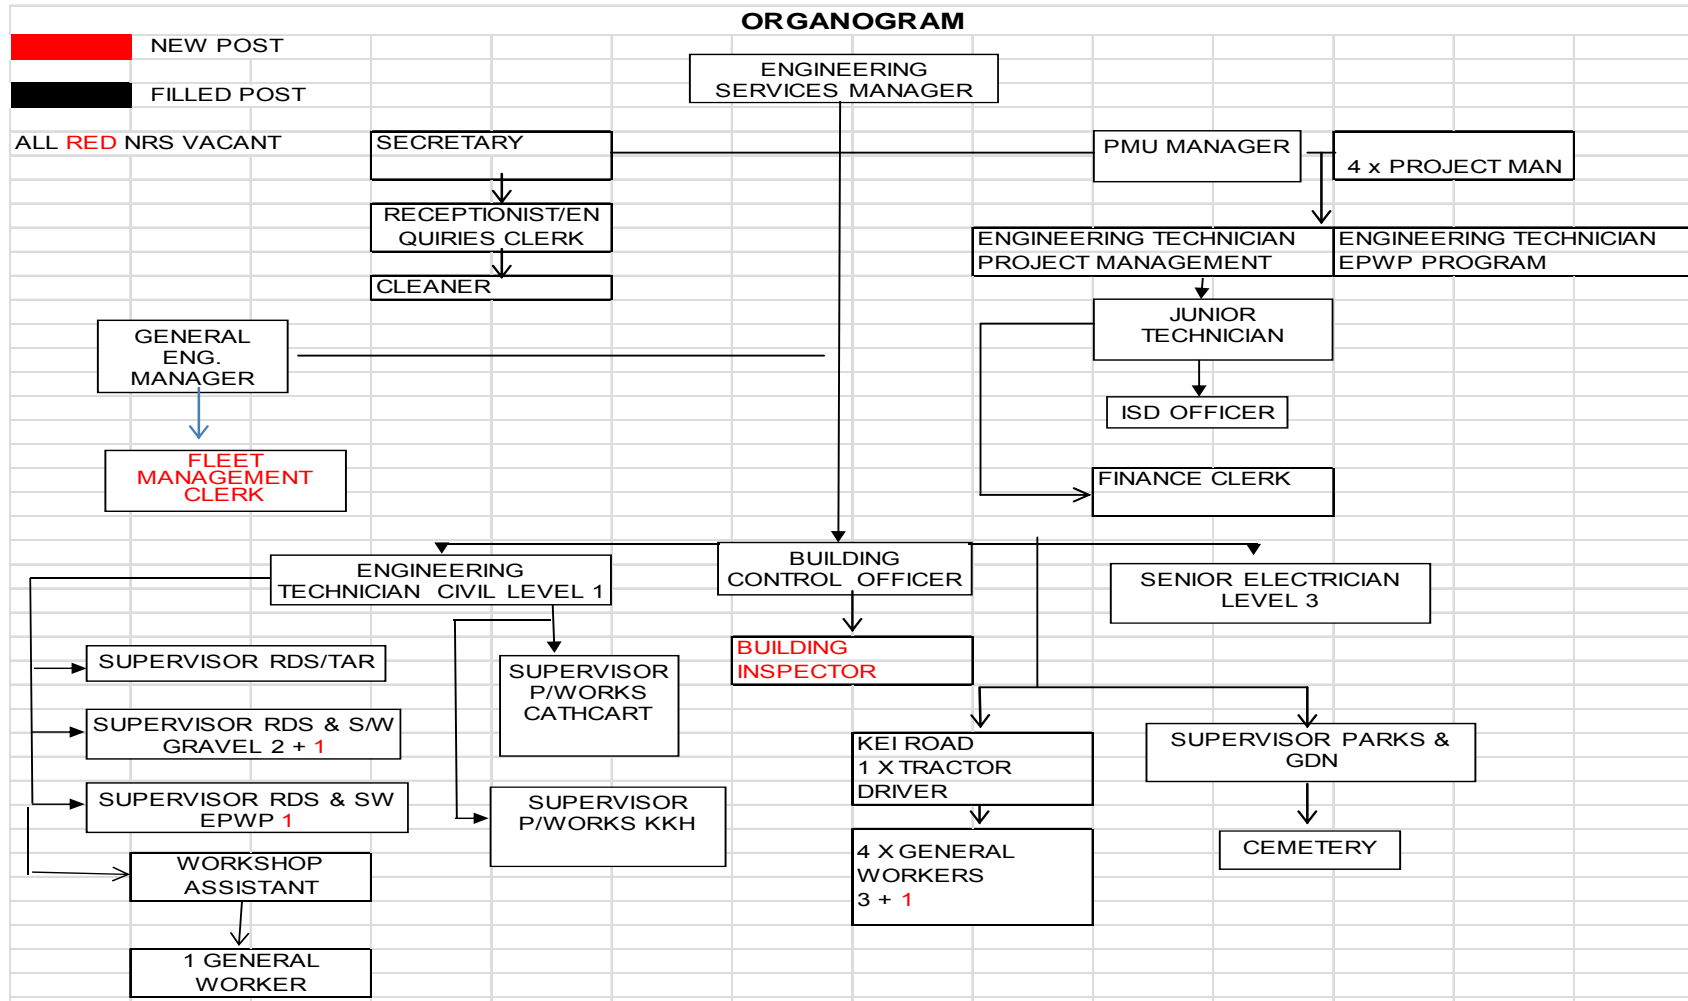 ORGANOGRAM
NEW POST
FILLED POST
ALL RED NRS VACANT
ENGINEERING
SERVICES MANAGER
SECRETARY
PMU MANAGER
4 x PROJECT MAN
RECEPTIONIST/EN
QUIRIES CLERK
CLEANER
ENGINEERING TECHNICIAN
PROJECT MANAGEMENT
ENGINEERING TECHNICIAN
EPWP PROGRAM
JUNIOR
TECHNICIAN
ISD OFFICER
FINANCE CLERK
GENERAL
ENG.
MANAGER
FLEET
MANAGEMENT
CLERK
ENGINEERING
TECHNICIAN CIVIL LEVEL 1
BUILDING
CONTROL OFFICER
SENIOR ELECTRICIAN
LEVEL 3
BUILDING
INSPECTOR
SUPERVISOR RDS/TAR
SUPERVISOR
P/WORKS
CATHCART
SUPERVISOR RDS & S/W
GRAVEL 2 + 1
KEI ROAD
1 X TRACTOR
DRIVER
SUPERVISOR PARKS &
GDN
SUPERVISOR RDS & SW
EPWP 1
SUPERVISOR
P/WORKS KKH
4 X GENERAL
WORKERS
3 + 1
CEMETERY
WORKSHOP
ASSISTANT
1 GENERAL
WORKER